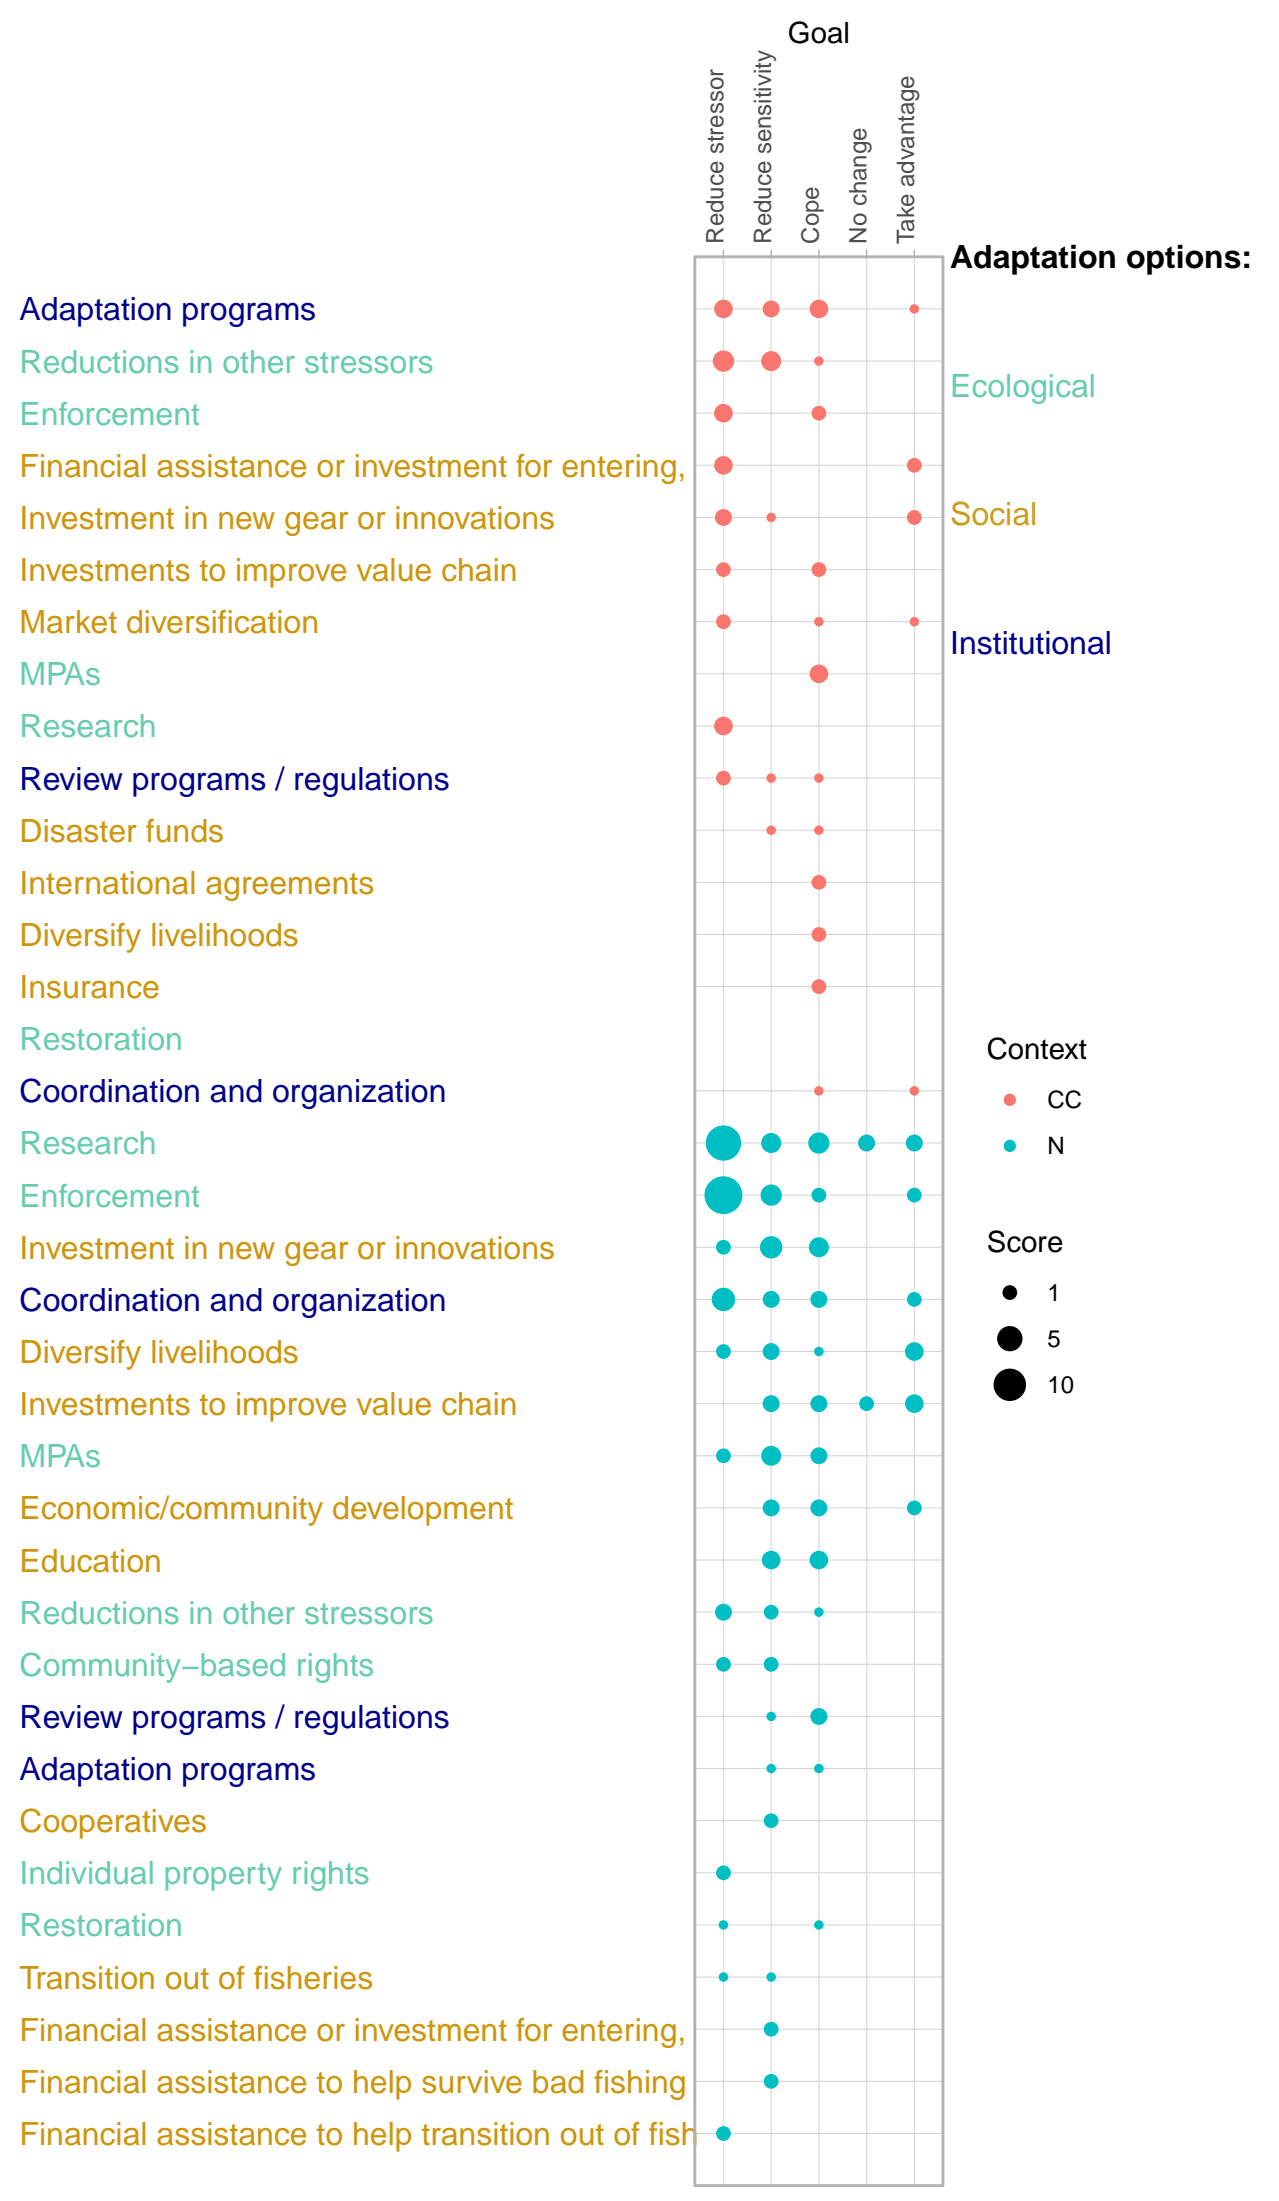 Goal
Reduce stressor
Reduce sensitivity
Cope
No change
Take advantage
Adaptation options:
Ecological
Social
Institutional
Adaptation programs
Reductions in other stressors
Enforcement
Financial assistance or investment for entering,
Investment in new gear or innovations
Investments to improve value chain
Market diversification
MPAs
Research
Review programs / regulations
Disaster funds
International agreements
Diversify livelihoods
Insurance
Restoration
Coordination and organization
Research
Enforcement
Investment in new gear or innovations
Coordination and organization
Diversify livelihoods
Investments to improve value chain
MPAs
Economic/community development
Education
Reductions in other stressors
Community−based rights
Review programs / regulations
Adaptation programs
Cooperatives
Individual property rights
Restoration
Transition out of fisheries
Financial assistance or investment for entering,
Financial assistance to help survive bad fishing
Financial assistance to help transition out of fish
Context
CC
N
Score
1
5
10